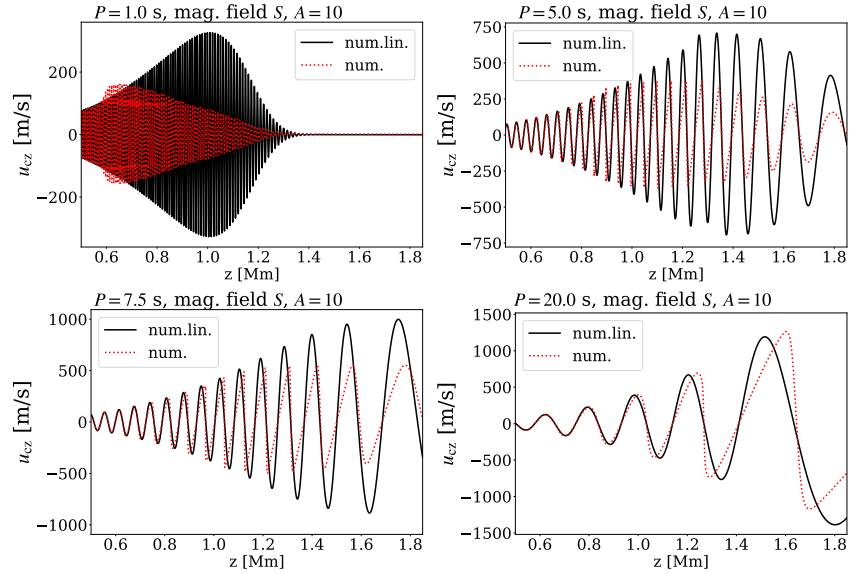 P = 1.0 s, mag. field S, A = 10
num.lin.
num.
u_cz [m/s]
200
0
−200
0.6 0.8 1.0 1.2 1.4 1.6 1.8
z [Mm]
P = 5.0 s, mag. field S, A = 10
num.lin.
num.
u_cz [m/s]
750
500
250
0
−250
−500
−750
0.6 0.8 1.0 1.2 1.4 1.6 1.8
z [Mm]
P = 7.5 s, mag. field S, A = 10
num.lin.
num.
u_cz [m/s]
1000
500
0
−500
−1000
0.6 0.8 1.0 1.2 1.4 1.6 1.8
z [Mm]
P = 20.0 s, mag. field S, A = 10
num.lin.
num.
u_cz [m/s]
1500
1000
500
0
−500
−1000
−1500
0.6 0.8 1.0 1.2 1.4 1.6 1.8
z [Mm]